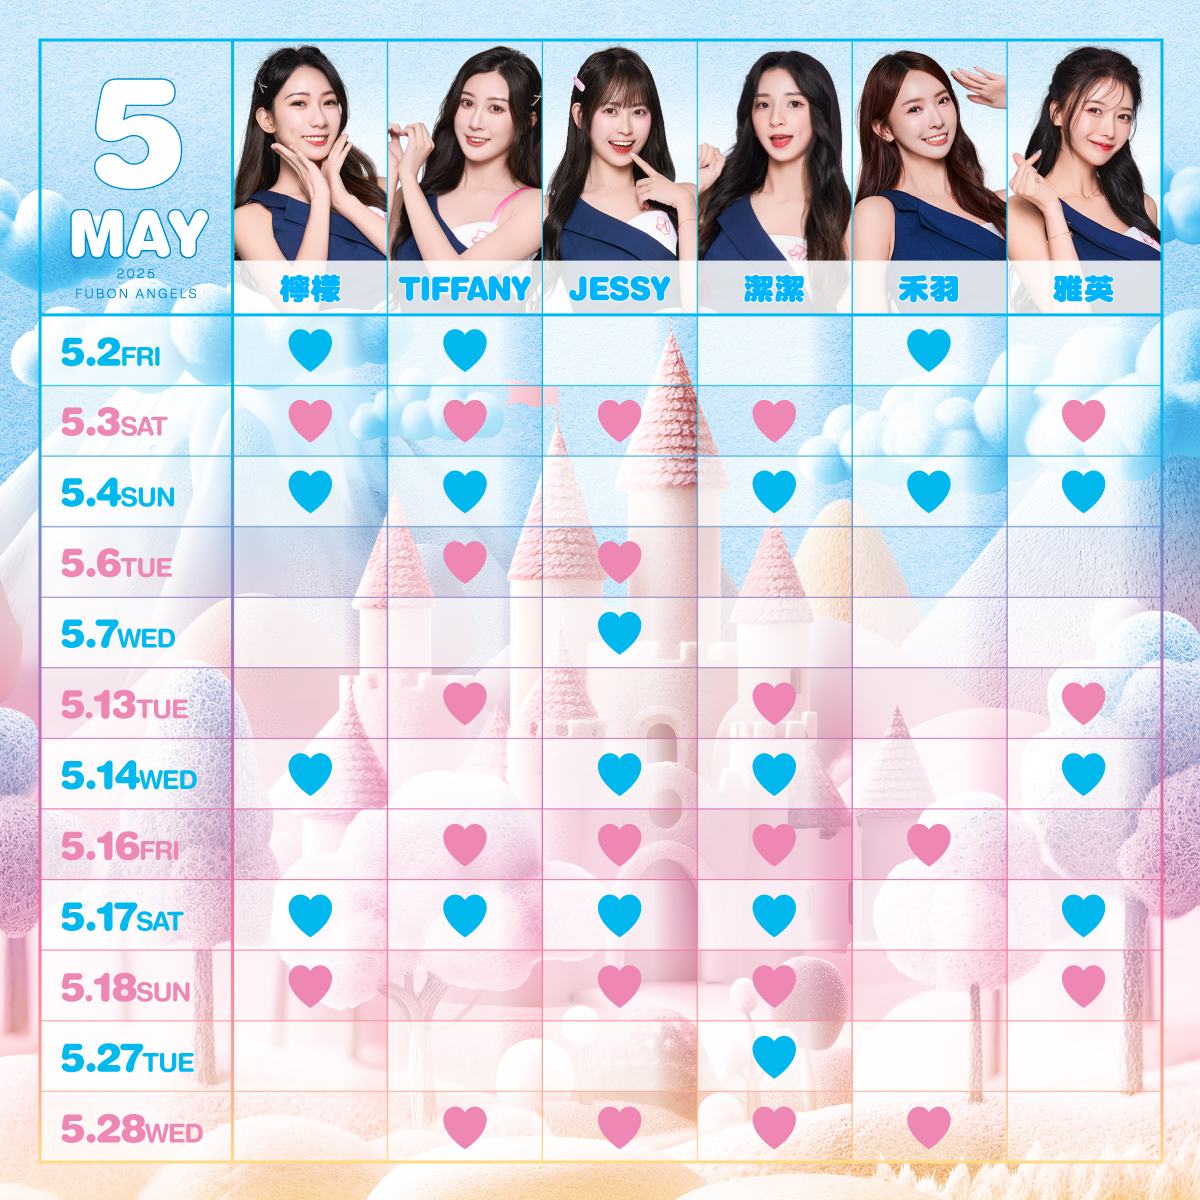 5
MAY
2025
FUBON ANGELS
檸檬
TIFFANY
JESSY
潔潔
禾羽
雅英
5.2FRI
5.3SAT
5.4SUN
5.6TUE
5.7WED
5.13TUE
5.14WED
5.16FRI
5.17SAT
5.18SUN
5.27TUE
5.28WED